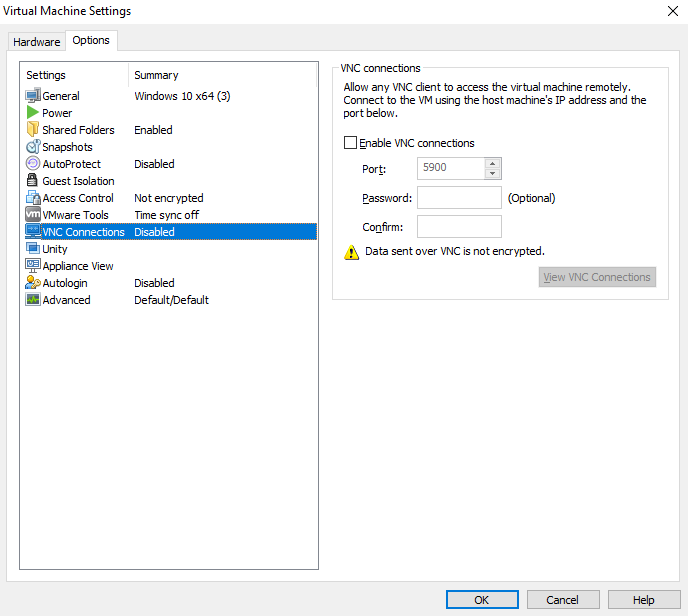 Virtual Machine Settings
Hardware Options
Settings Summary
General Windows 10 x64 (3)
Power
Shared Folders Enabled
Snapshots
AutoProtect Disabled
Guest Isolation
Access Control Not encrypted
vm VMware Tools Time sync off
VNC Connections Disabled
Unity
Appliance View
Autologin Disabled
Advanced Default/Default
VNC connections
Allow any VNC client to access the virtual machine remotely.
Connect to the VM using the host machine's IP address and the
port below.
Enable VNC connections
Port: 5900
Password: (Optional)
Confirm:
Data sent over VNC is not encrypted.
View VNC Connections
OK Cancel Help